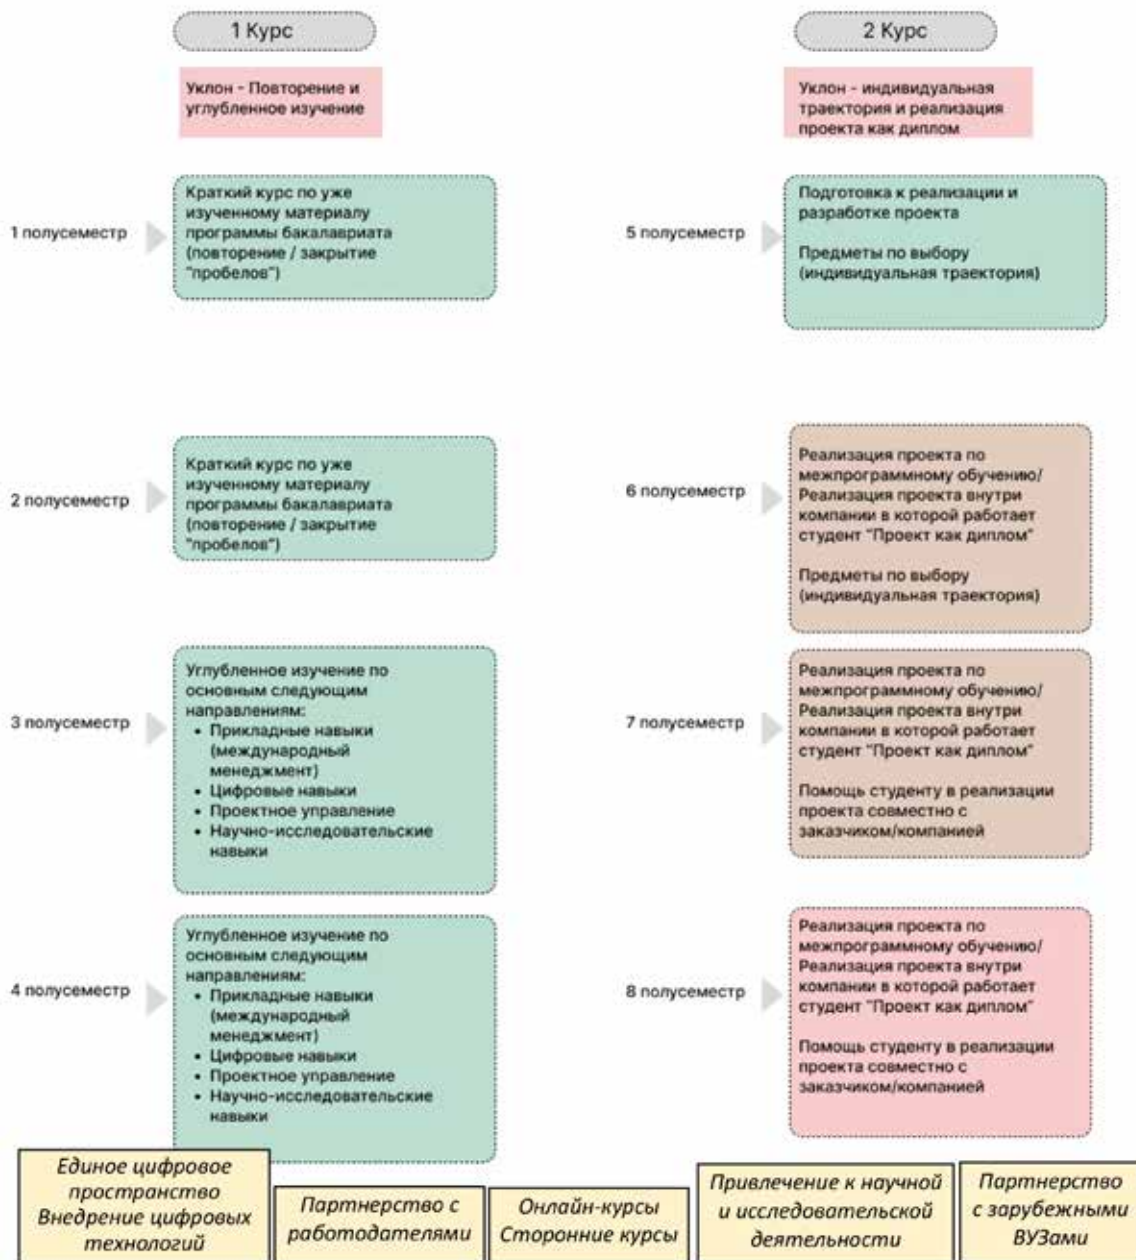 1 Курс
Уклон - Повторение и
углубленное изучение
1 полусеместр
Краткий курс по уже
изученному материалу
программы бакалавриата
(повторение / закрытие
"пробелов")
2 полусеместр
Краткий курс по уже
изученному материалу
программы бакалавриата
(повторение / закрытие
"пробелов")
3 полусеместр
Углубленное изучение по
основным следующим
направлениям:
• Прикладные навыки
(международный
менеджмент)
• Цифровые навыки
• Проектное управление
• Научно-исследовательские
навыки
4 полусеместр
Углубленное изучение по
основным следующим
направлениям:
• Прикладные навыки
(международный
менеджмент)
• Цифровые навыки
• Проектное управление
• Научно-исследовательские
навыки
2 Курс
Уклон - индивидуальная
траектория и реализация
проекта как диплом
5 полусеместр
Подготовка к реализации и
разработке проекта
Предметы по выбору
(индивидуальная траектория)
6 полусеместр
Реализация проекта по
межпрограмному обучению/
Реализация проекта внутри
компании в которой работает
студент "Проект как диплом"
Предметы по выбору
(индивидуальная траектория)
7 полусеместр
Реализация проекта по
межпрограмному обучению/
Реализация проекта внутри
компании в которой работает
студент "Проект как диплом"
Помощь студенту в реализации
проекта совместно с
заказчиком/компанией
8 полусеместр
Реализация проекта по
межпрограмному обучению/
Реализация проекта внутри
компании в которой работает
студент "Проект как диплом"
Помощь студенту в реализации
проекта совместно с
заказчиком/компанией
Единое цифровое
пространство
Внедрение цифровых
технологий
Партнерство с
работодателями
Онлайн-курсы
Сторонние курсы
Привлечение к научной
и исследовательской
деятельности
Партнерство
с зарубежными
ВУЗами